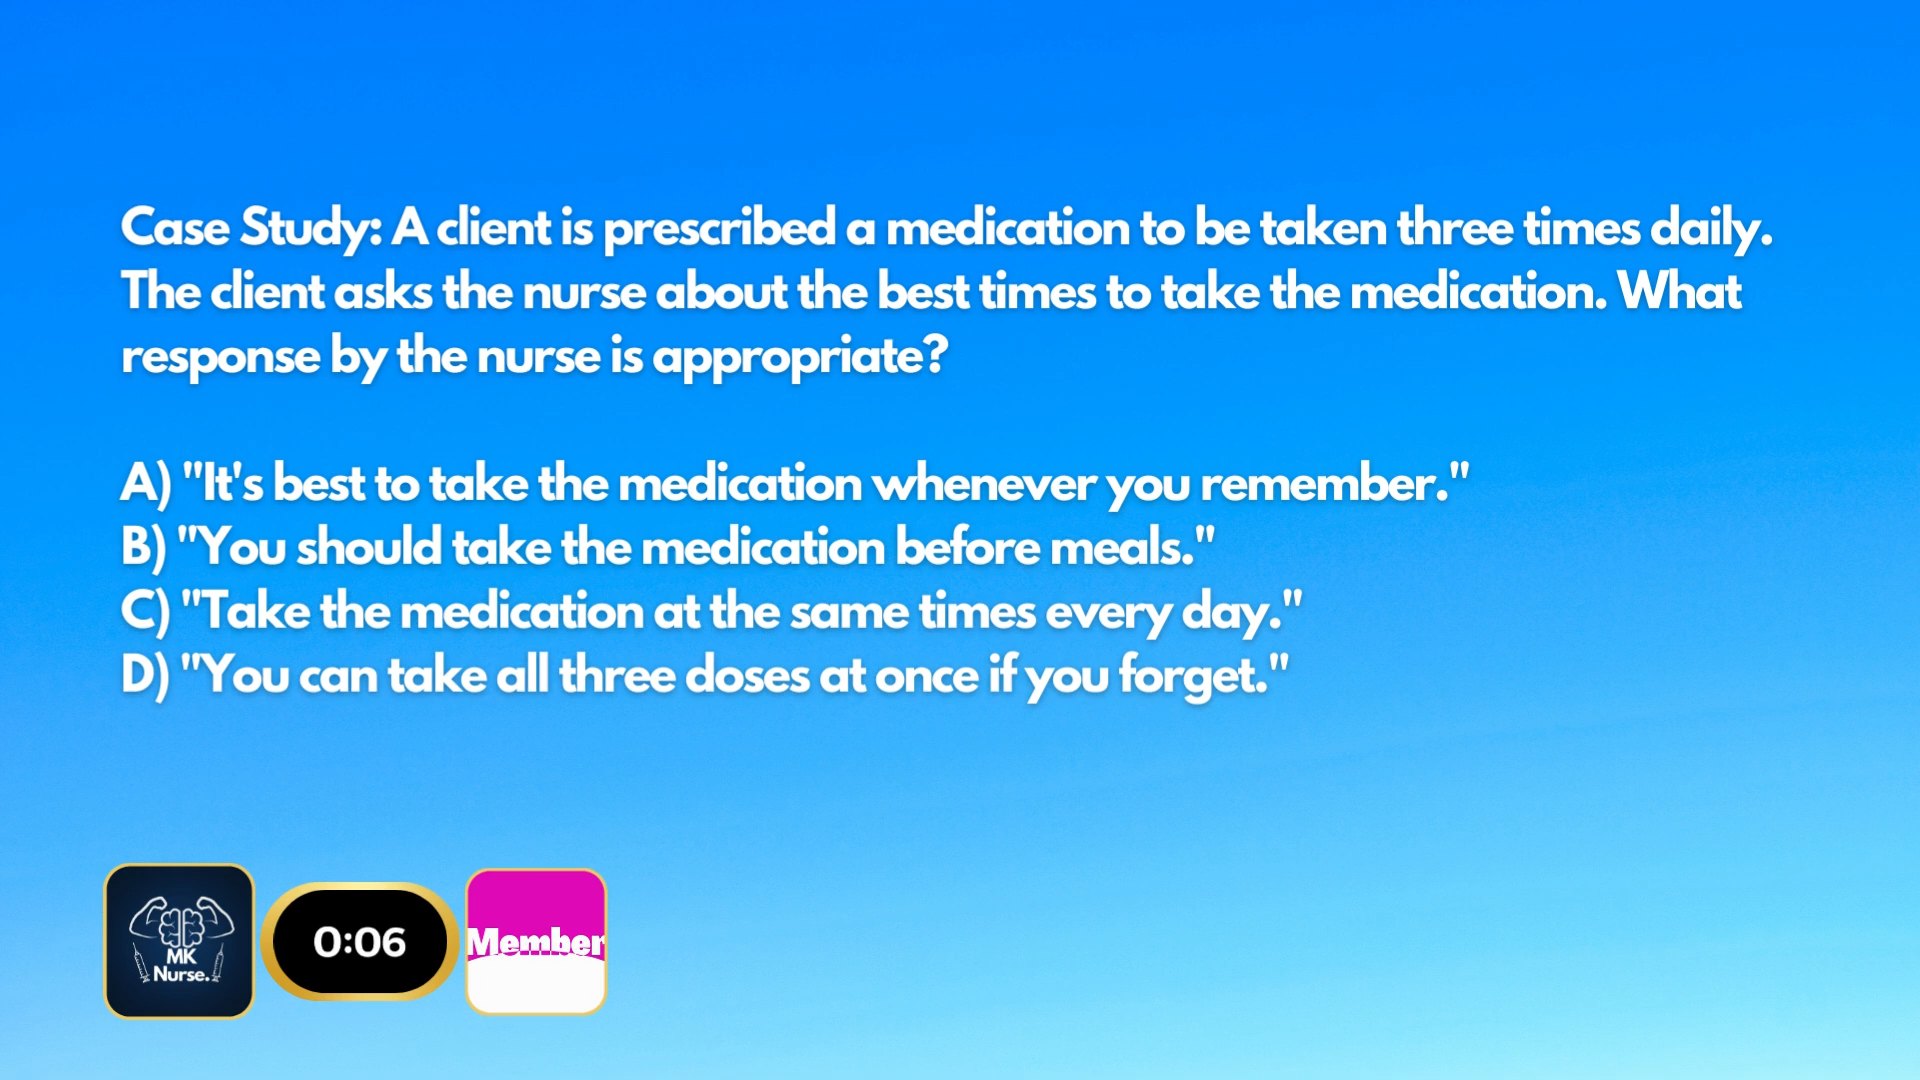 Case Study: A client is prescribed a medication to be taken three times daily.
The client asks the nurse about the best times to take the medication. What
response by the nurse is appropriate?
A) "It's best to take the medication whenever you remember."
B) "You should take the medication before meals."
C) "Take the medication at the same times every day."
D) "You can take all three doses at once if you forget."
MK
Nurse.
0:06
Member